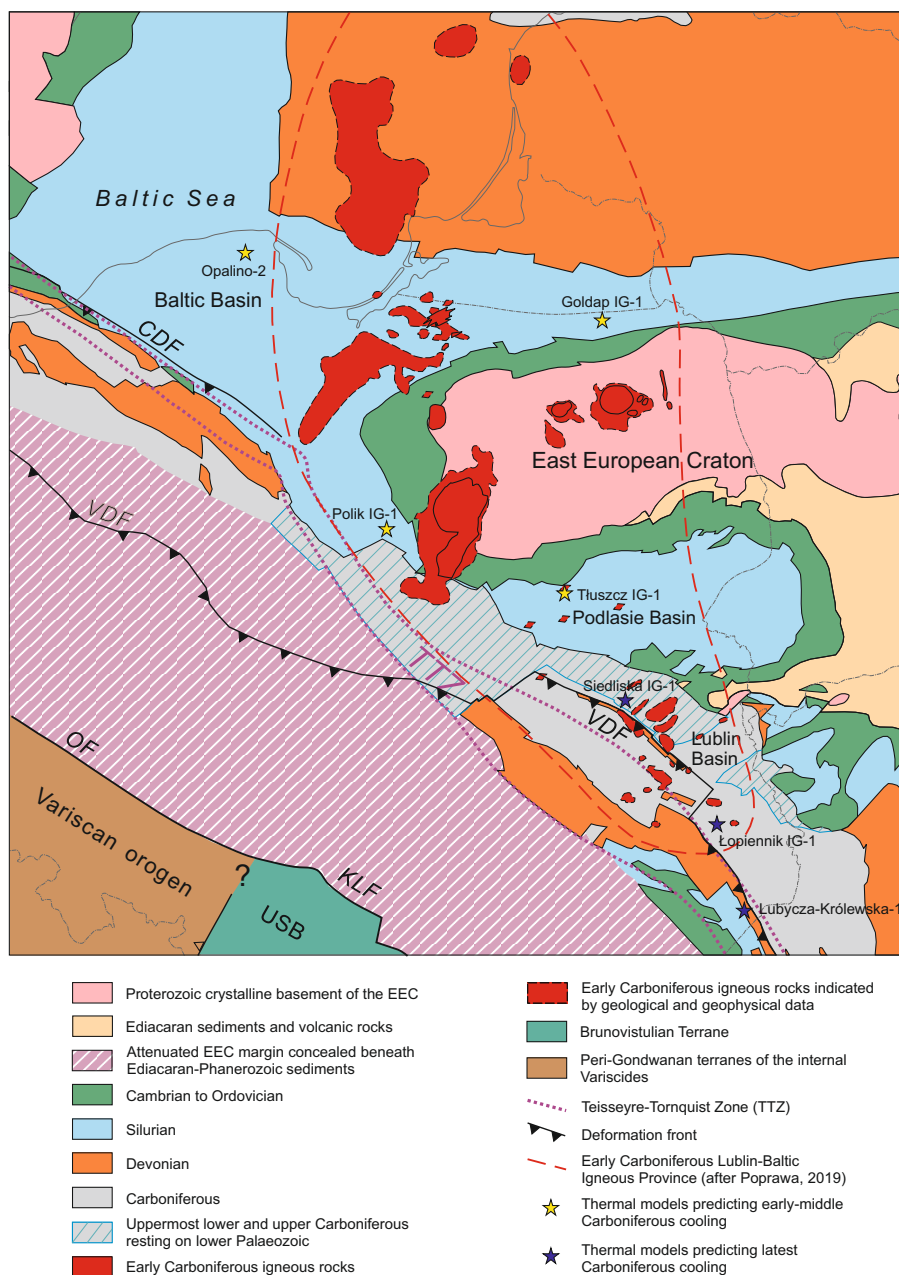 Baltic Sea
Opalino-2
Baltic Basin
Goldap IG-1
CDF
East European Craton
VDF
Polik IG-1
Tłuszcz IG-1
Podlasie Basin
TTZ
Siedliska IG-1
VDF
Lublin
Basin
OF
Łopiennik IG-1
Variscan orogen
?
KLF
Łubycza-Królewska-1
USB
Proterozoic crystalline basement of the EEC
Ediacaran sediments and volcanic rocks
Attenuated EEC margin concealed beneath
Ediacaran-Phanerozoic sediments
Cambrian to Ordovician
Silurian
Devonian
Carboniferous
Uppermost lower and upper Carboniferous
resting on lower Palaeozoic
Early Carboniferous igneous rocks
Early Carboniferous igneous rocks indicated
by geological and geophysical data
Brunovistulian Terrane
Peri-Gondwanan terranes of the internal
Variscides
Teisseyre-Tornquist Zone (TTZ)
Deformation front
Early Carboniferous Lublin-Baltic
Igneous Province (after Poprawa, 2019)
Thermal models predicting early-middle
Carboniferous cooling
Thermal models predicting latest
Carboniferous cooling